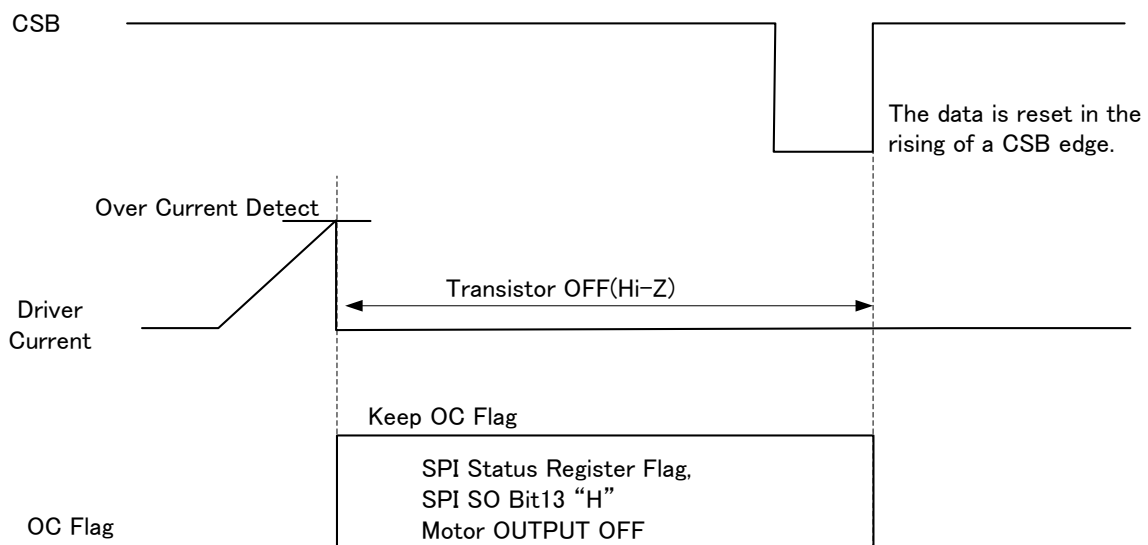 CSB
The data is reset in the
rising of a CSB edge.
Over Current Detect
Transistor OFF(Hi-Z)
Driver
Current
Keep OC Flag
SPI Status Register Flag,
SPI SO Bit13 “H”
Motor OUTPUT OFF
OC Flag